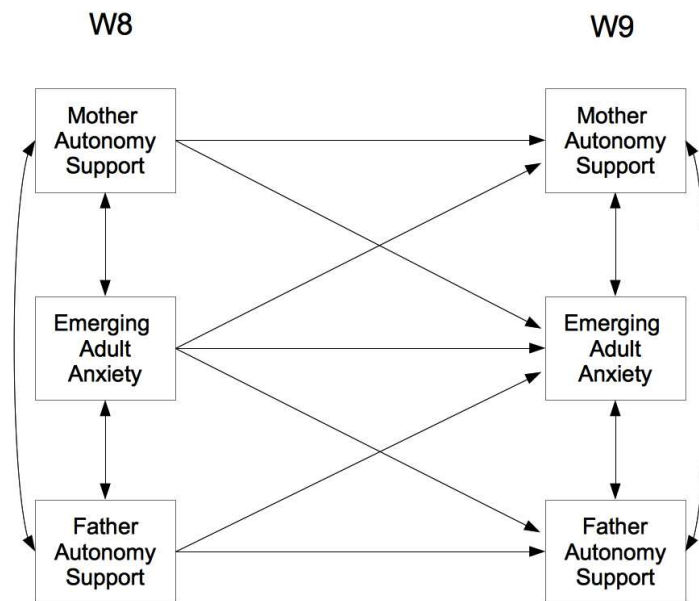 W8
W9
Mother
Autonomy
Support
Mother
Autonomy
Support
Emerging
Adult
Anxiety
Emerging
Adult
Anxiety
Father
Autonomy
Support
Father
Autonomy
Support